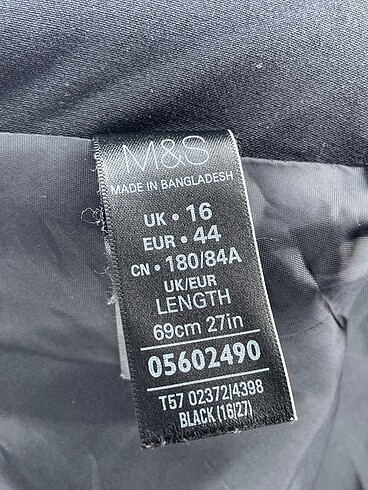 M&S
MADE IN BANGLADESH
UK • 16
EUR • 44
CN • 180/84A
UK/EUR
LENGTH
69cm 27in
05602490
T57 02372/4398
BLACK (16/27)